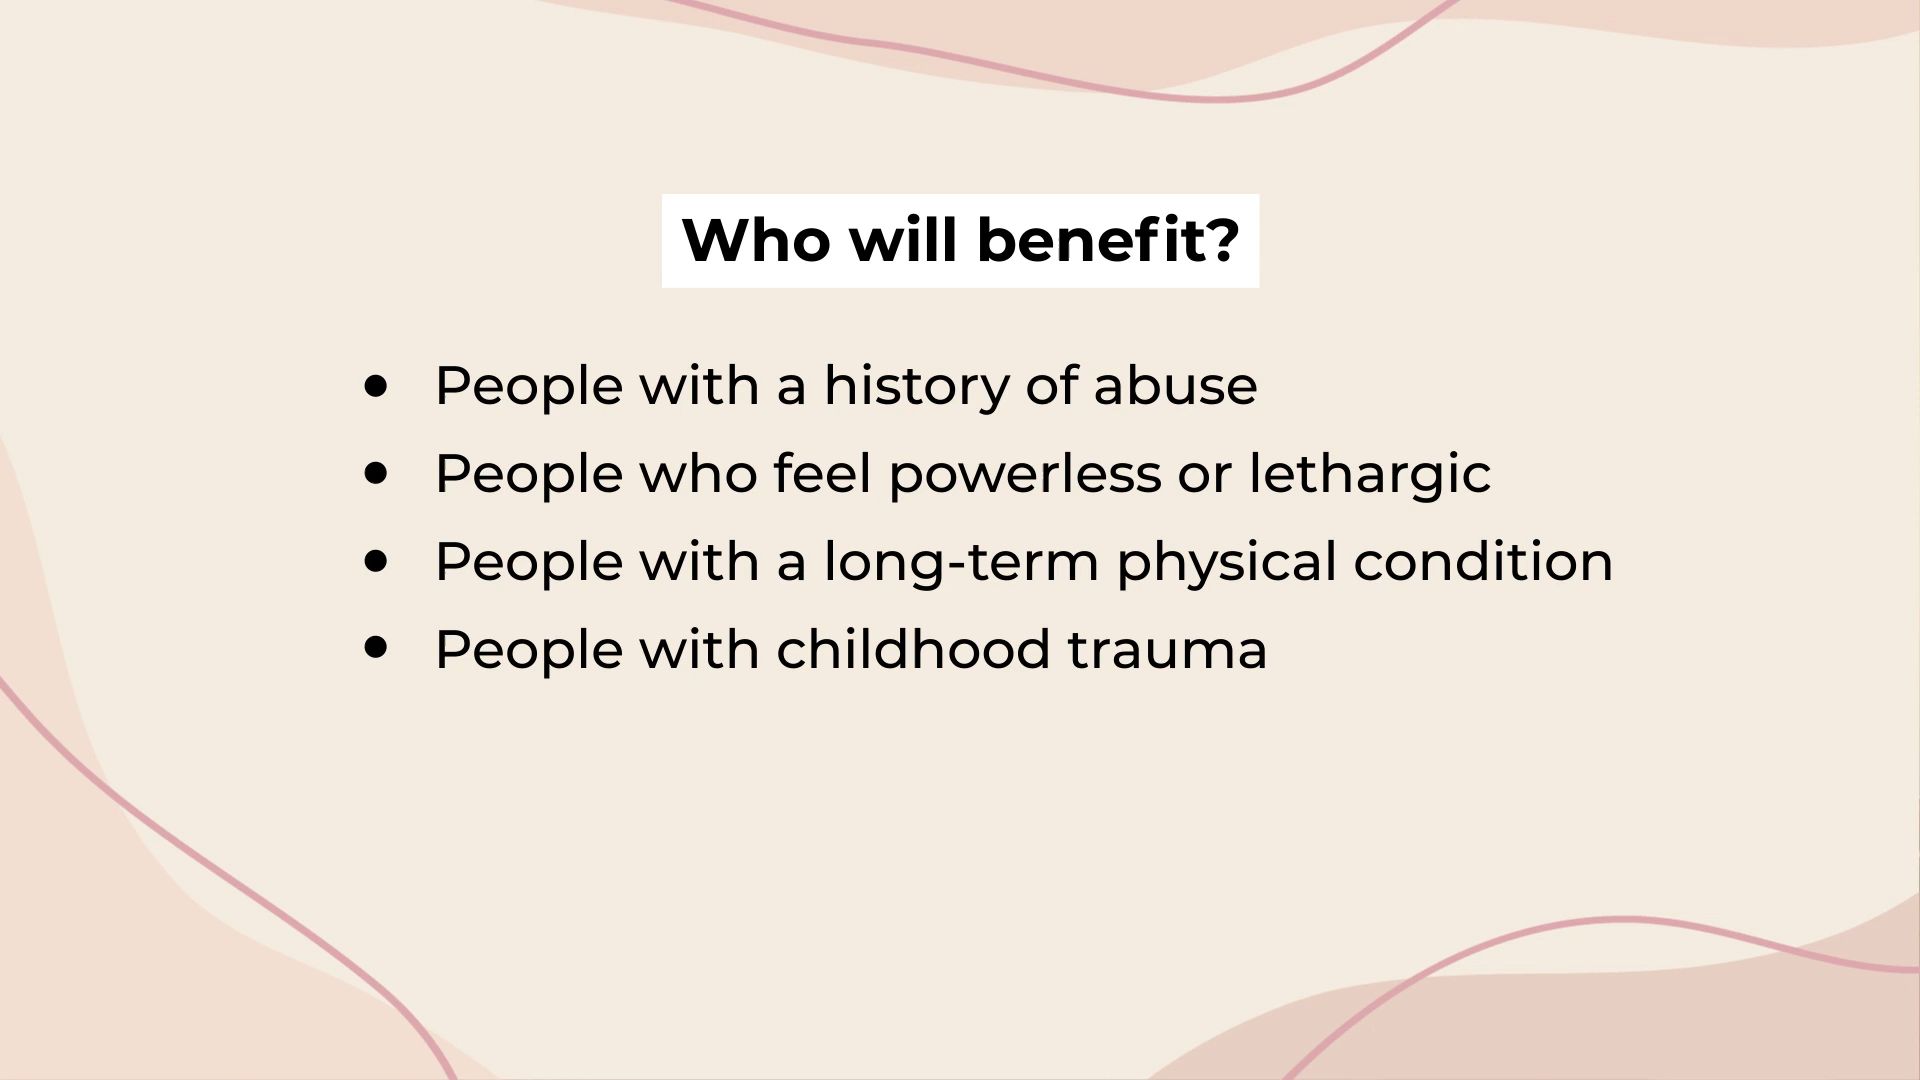 Who will benefit?
● People with a history of abuse
● People who feel powerless or lethargic
● People with a long-term physical condition
● People with childhood trauma